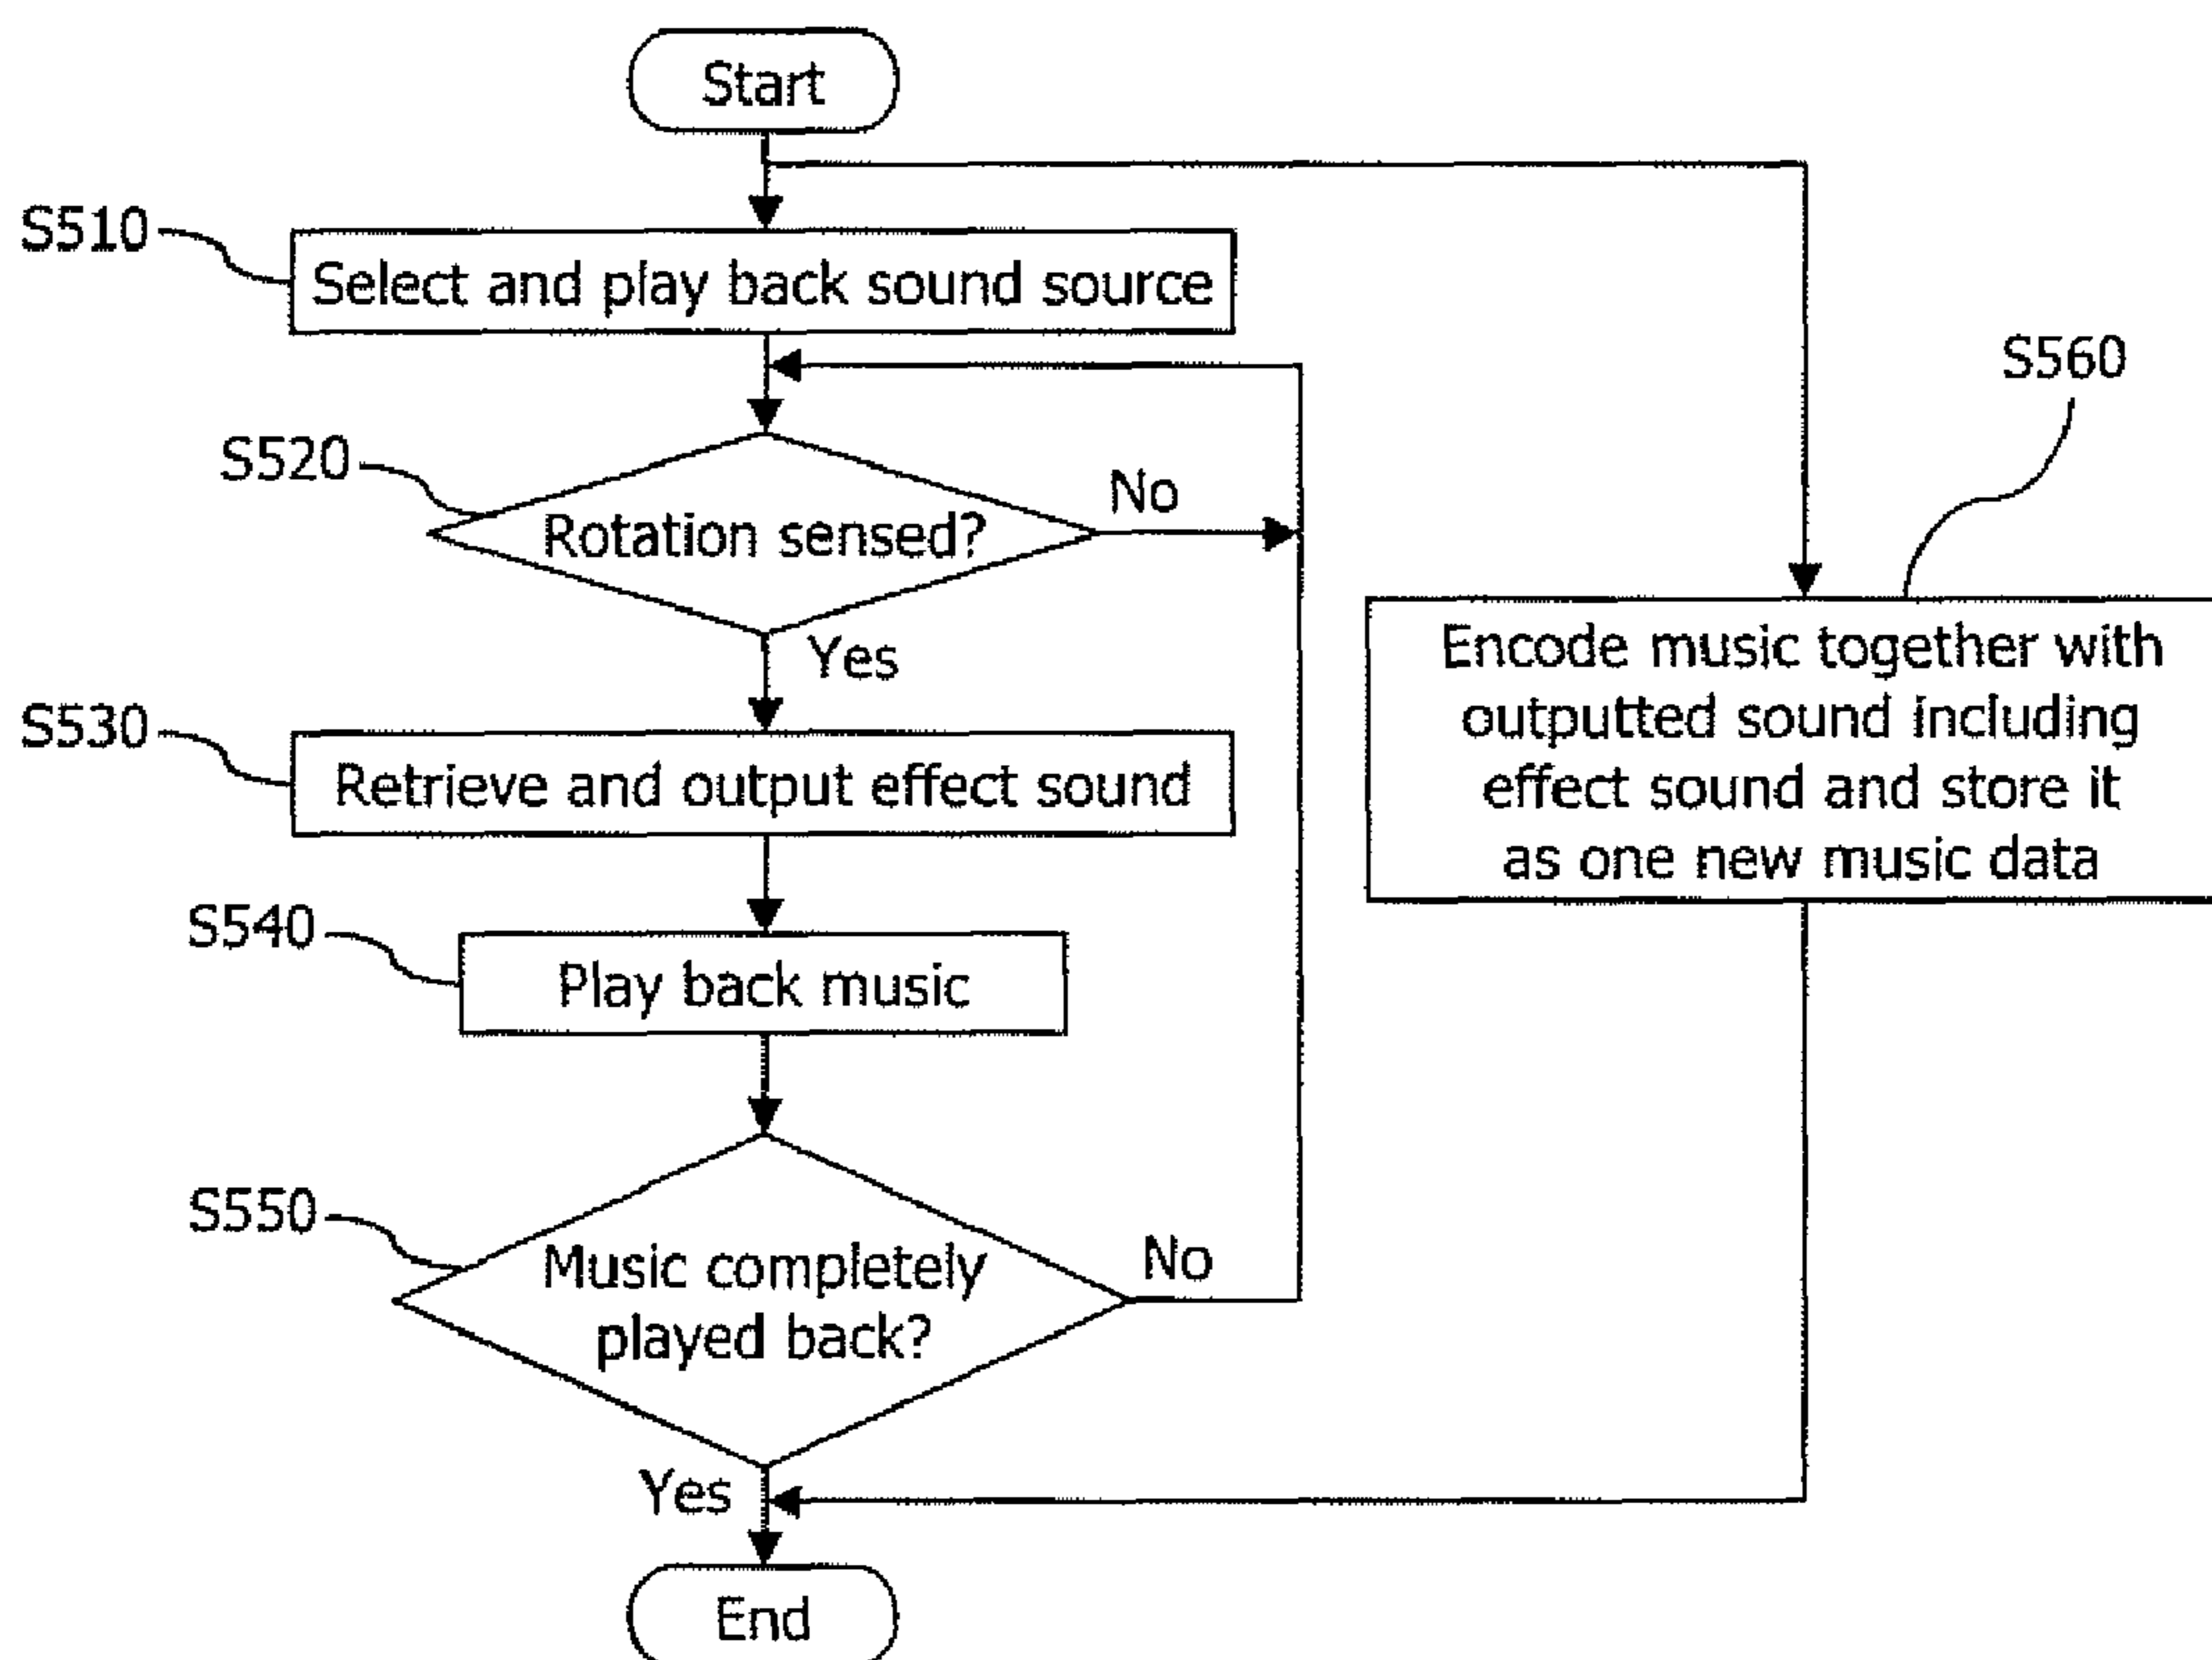 Start
S510
Select and play back sound source
S560
S520
No
Rotation sensed?
Yes
Encode music together with
outputted sound including
effect sound and store it
as one new music data
S530
Retrieve and output effect sound
S540
Play back music
S550
No
Music completely
played back?
Yes
End